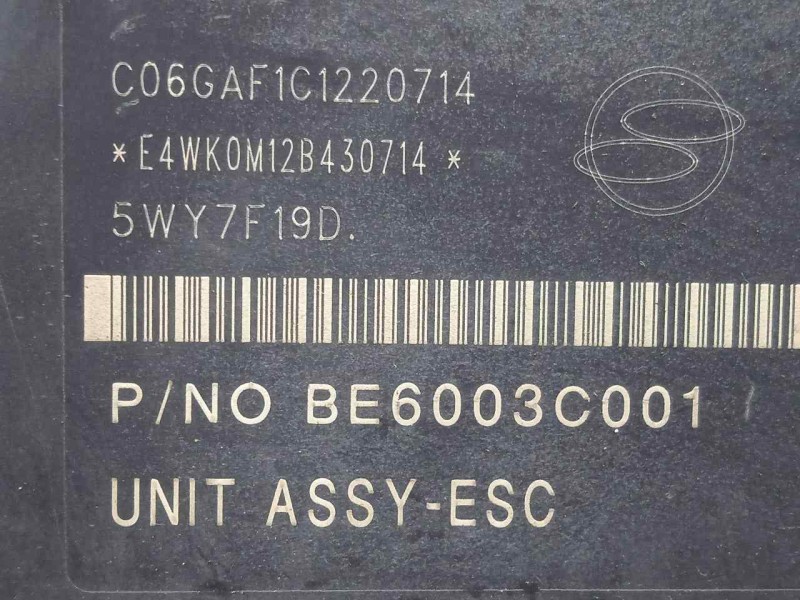 C06GAF1C1220714
*E4WK0M12B430714 *
5WY7F19D.
P/NO BE6003C001
UNIT ASSY-ESC